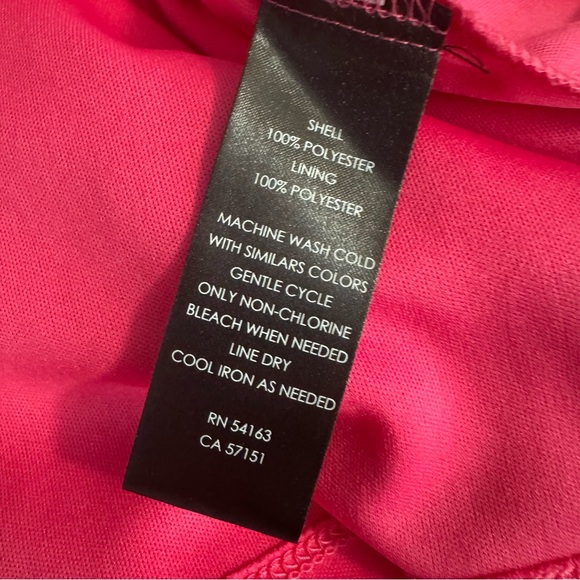 SHELL
100% POLYESTER
LINING
100% POLYESTER
MACHINE WASH COLD
WITH SIMILARS COLORS
GENTLE CYCLE
ONLY NON-CHLORINE
BLEACH WHEN NEEDED
LINE DRY
COOL IRON AS NEEDED
RN 54163
CA 57151